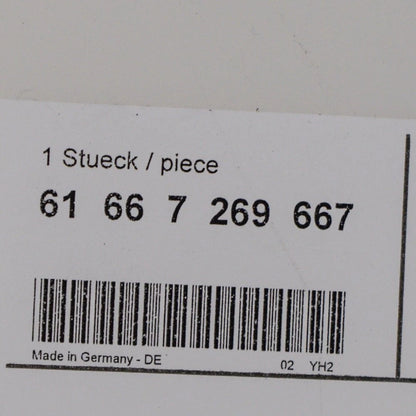 1 Stueck / piece
61 66 7 269 667
Made in Germany - DE 02 YH2